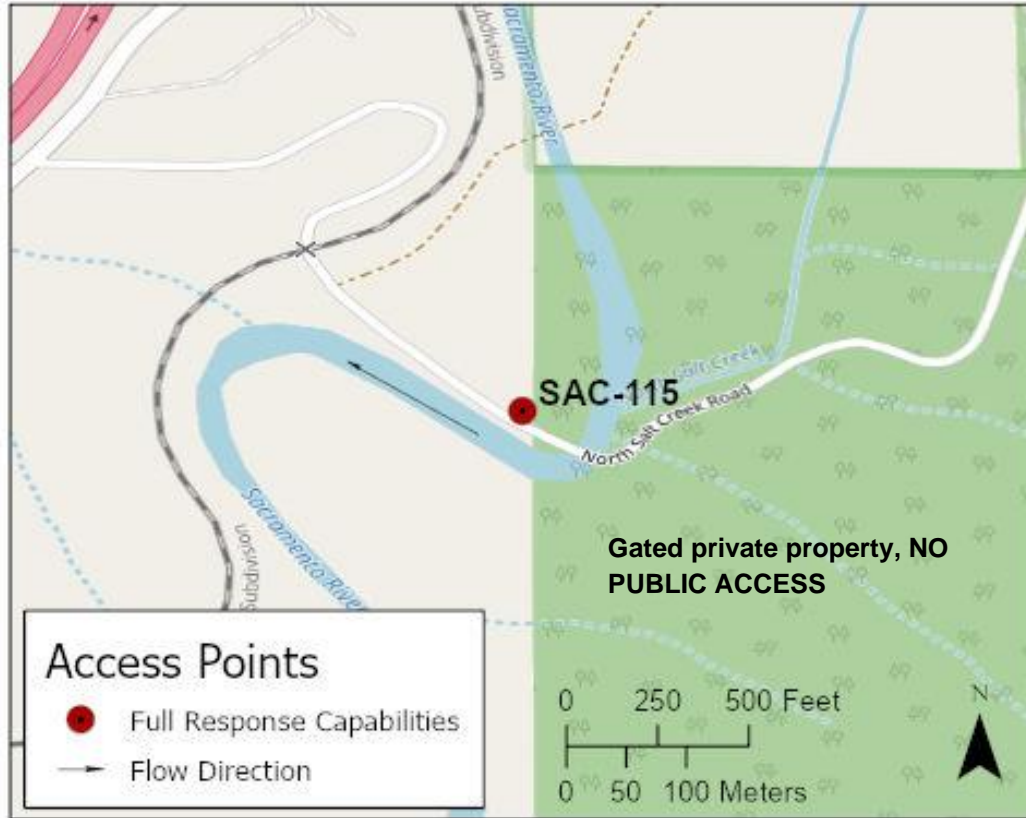 Subdivision
Sacramento River
SAC-115
Salt Creek
North Salt Creek Road
Sacramento River
Subdivision
Gated private property, NO
PUBLIC ACCESS
Access Points
Full Response Capabilities
Flow Direction
0 250 500 Feet
0 50 100 Meters
N